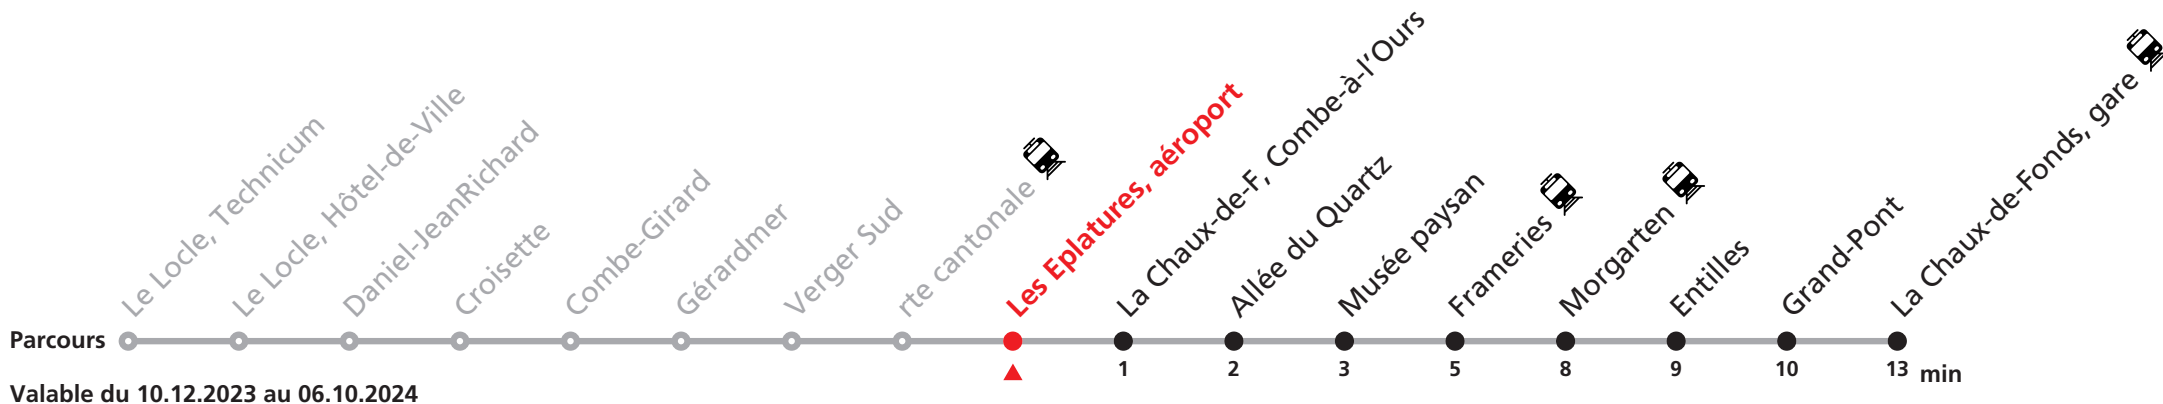 Le Locle, Technicum
Le Locle, Hôtel-de-Ville
Daniel-JeanRichard
Croisette
Combe-Girard
Gérardmer
Verger Sud
rte cantonale
Les Eplatures, aéroport
La Chaux-de-F, Combe-à-l'Ours
Allée du Quartz
Musée paysan
Frameries
Morgarten
Entilles
Grand-Pont
La Chaux-de-Fonds, gare
Parcours
1 2 3 5 8 9 10 13 min
Valable du 10.12.2023 au 06.10.2024